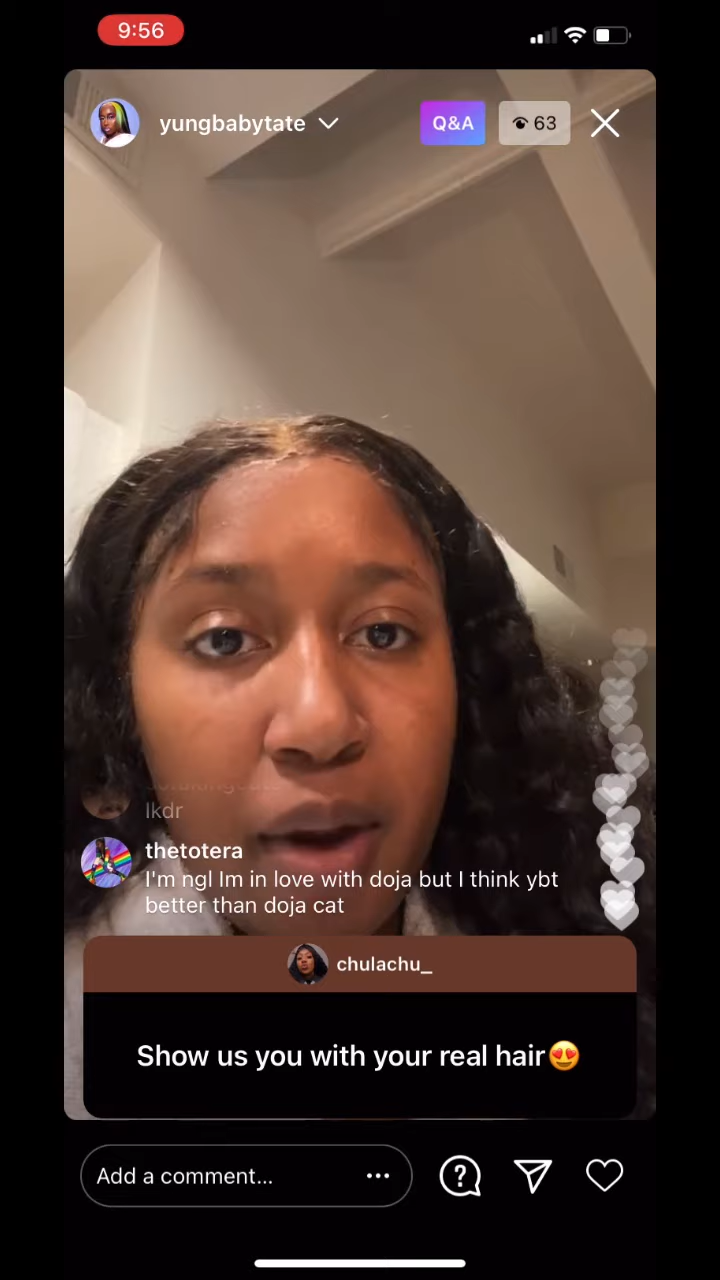 9:56
yungbabytate
Q&A
63
lkdr
thetotera
I'm ngl Im in love with doja but I think ybt
better than doja cat
chulachu_
Show us you with your real hair😍
Add a comment...